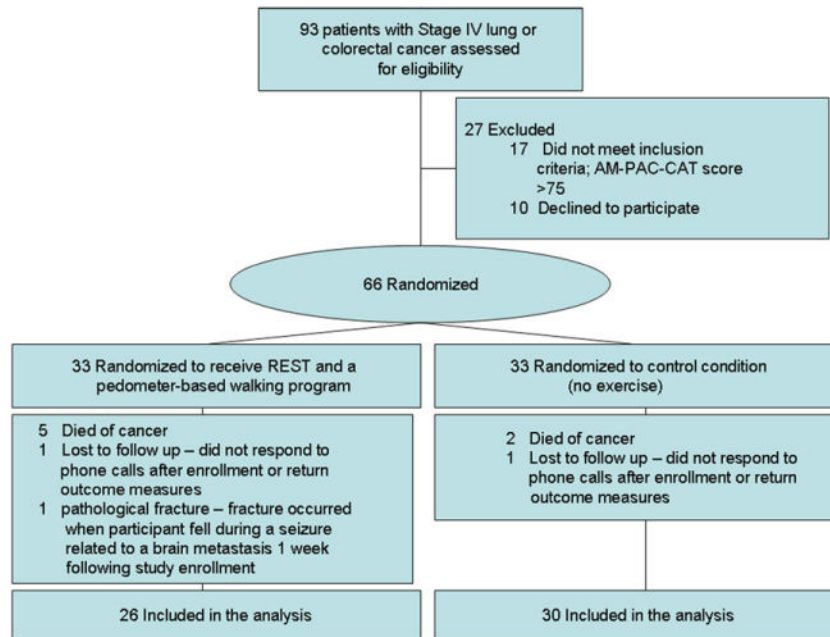 93 patients with Stage IV lung or
colorectal cancer assessed
for eligibility
27 Excluded
17 Did not meet inclusion
criteria; AM-PAC-CAT score
>75
10 Declined to participate
66 Randomized
33 Randomized to receive REST and a
pedometer-based walking program
5 Died of cancer
1 Lost to follow up – did not respond to
phone calls after enrollment or return
outcome measures
1 pathological fracture – fracture occurred
when participant fell during a seizure
related to a brain metastasis 1 week
following study enrollment
26 Included in the analysis
33 Randomized to control condition
(no exercise)
2 Died of cancer
1 Lost to follow up – did not respond to
phone calls after enrollment or return
outcome measures
30 Included in the analysis